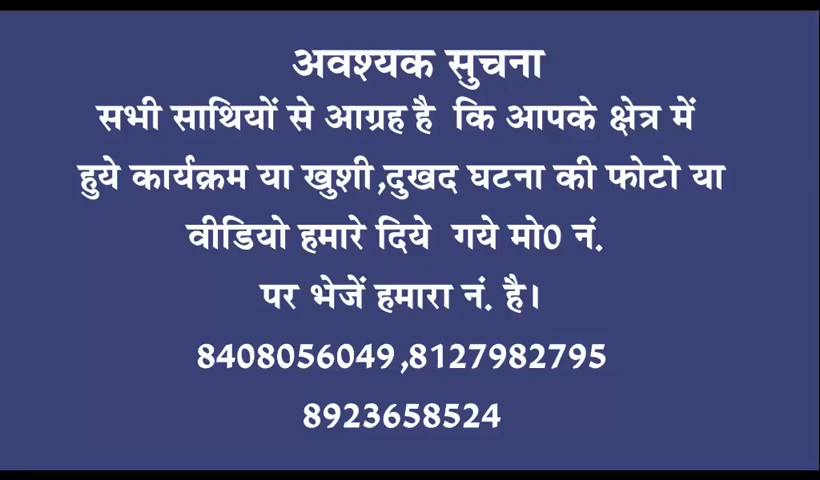 अवश्यक सुचना
सभी साथियों से आग्रह है कि आपके क्षेत्र में
हुये कार्यक्रम या खुशी,दुखद घटना की फोटो या
वीडियो हमारे दिये गये मो0 नं.
पर भेजें हमारा नं. है।
8408056049,8127982795
8923658524